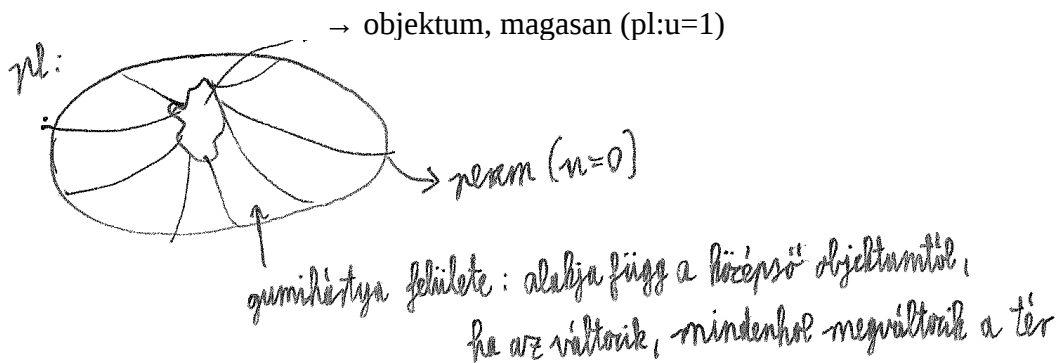 → objektum, magasan (pl:u=1)
pl:
perem (u=0)
gumihártya felülete: alakja függ a középső objektumtól,
ha az változik, mindenhol megváltozik a tér